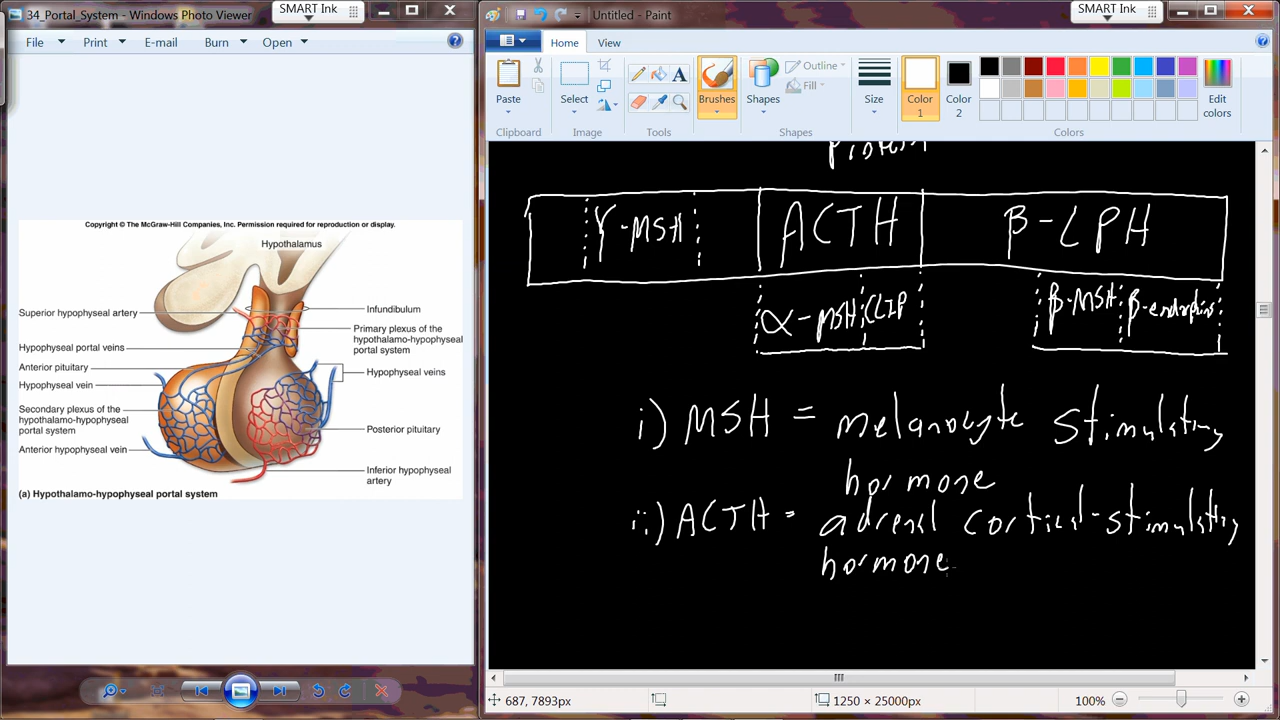 34_Portal_System - Windows Photo Viewer
SMART Ink
File Print E-mail Burn Open
Copyright © The McGraw-Hill Companies, Inc. Permission required for reproduction or display.
Hypothalamus
Superior hypophyseal artery
Hypophyseal portal veins
Anterior pituitary
Hypophyseal vein
Secondary plexus of the
hypothalamo-hypophyseal
portal system
Anterior hypophyseal vein
Infundibulum
Primary plexus of the
hypothalamo-hypophyseal
portal system
Hypophyseal veins
Posterior pituitary
Inferior hypophyseal
artery
(a) Hypothalamo-hypophyseal portal system
Untitled - Paint
SMART Ink
Home View
Paste
Select
Brushes
Shapes
Outline
Fill
Size
Color 1
Color 2
Edit colors
Clipboard Image Tools Shapes Colors
γ-MSH ACTH β-LPH
α-MSH CLIP β-MSH β-endorphins
i) MSH = melanocyte stimulating
hormone
ii) ACTH = adrenal cortical-stimulating
hormone
687, 7893px 1250 × 25000px 100%